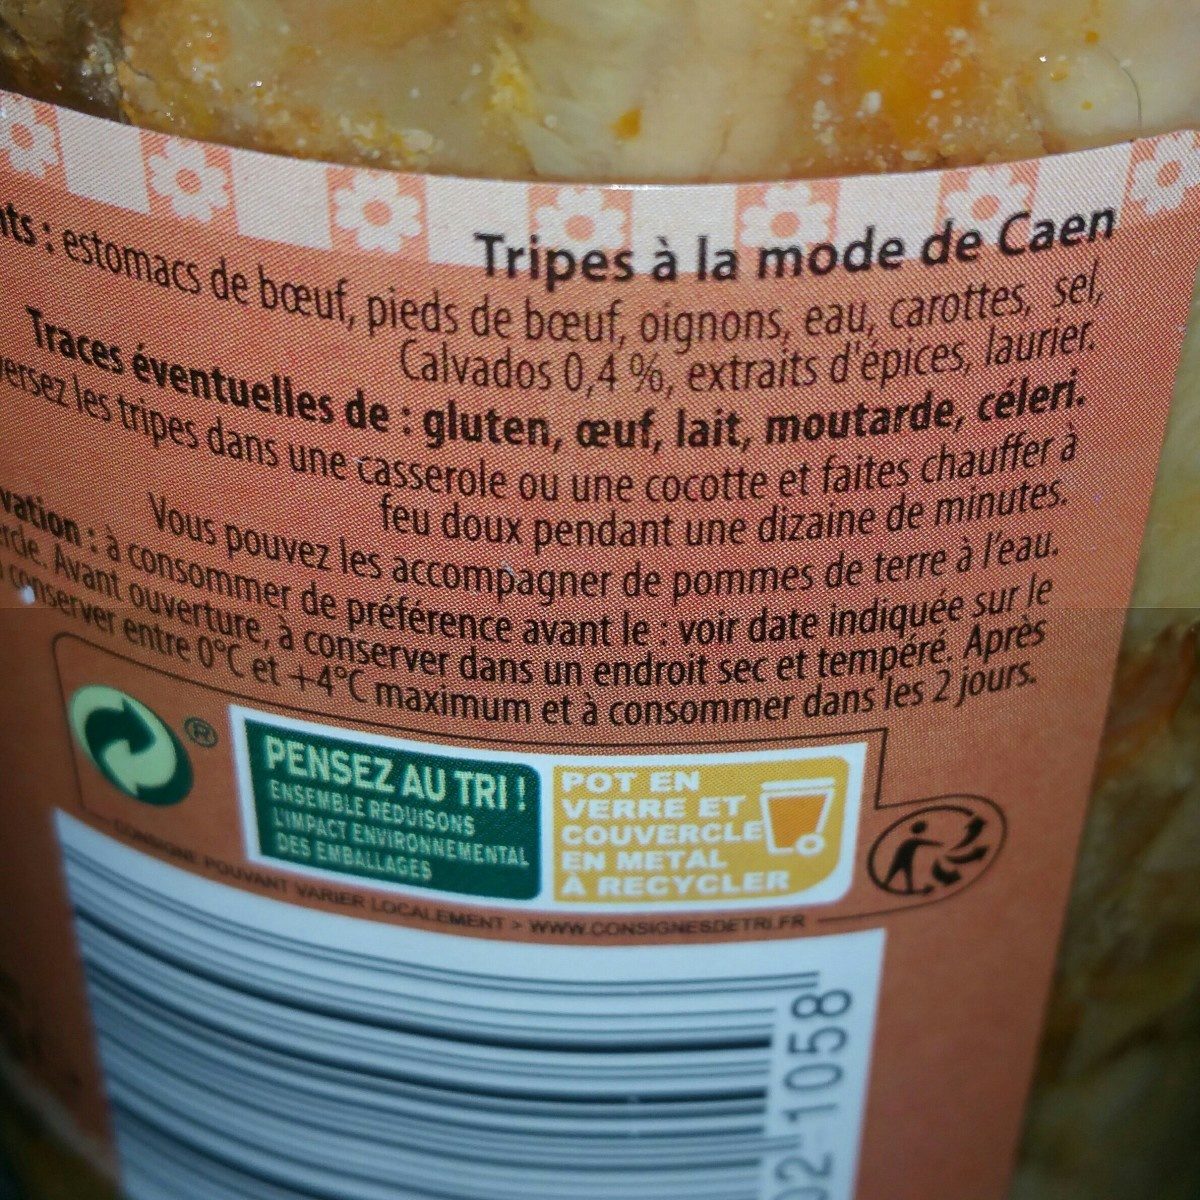 Tripes à la mode de Caen
: estomacs de bœuf, pieds de bœuf, oignons, eau, carottes, sel,
Calvados 0,4 %, extraits d'épices, laurier.
Traces éventuelles de : gluten, œuf, lait, moutarde, céleri.
les tripes dans une casserole ou une cocotte et faites chauffer à
feu doux pendant une dizaine de minutes.
Vous pouvez les accompagner de pommes de terre à l'eau.
: à consommer de préférence avant le : voir date indiquée sur le
Avant ouverture, à conserver dans un endroit sec et tempéré. Après
conserver entre 0°C et +4°C maximum et à consommer dans les 2 jours.
®
PENSEZ AU TRI !
ENSEMBLE RÉDUISONS
L'IMPACT ENVIRONNEMENTAL
DES EMBALLAGES
POT EN
VERRE ET
COUVERCLE
EN METAL
À RECYCLER
CONSIGNE POUVANT VARIER LOCALEMENT > WWW.CONSIGNESDETRI.FR
02 1058